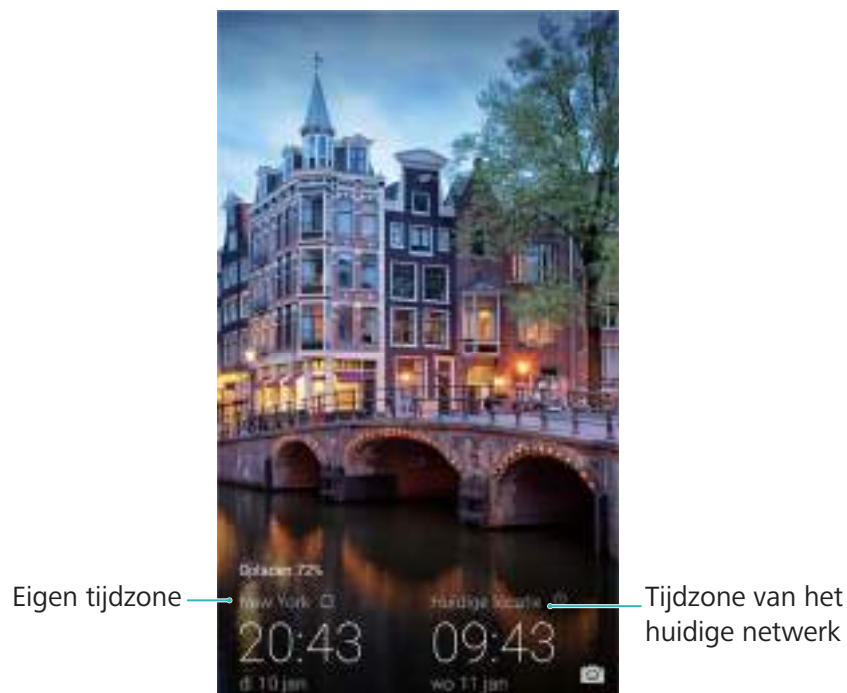 Opladen 72%
Eigen tijdzone
New York
Huidige locatie
Tijdzone van het
huidige netwerk
20:43
09:43
di 10 jan
wo 11 jan